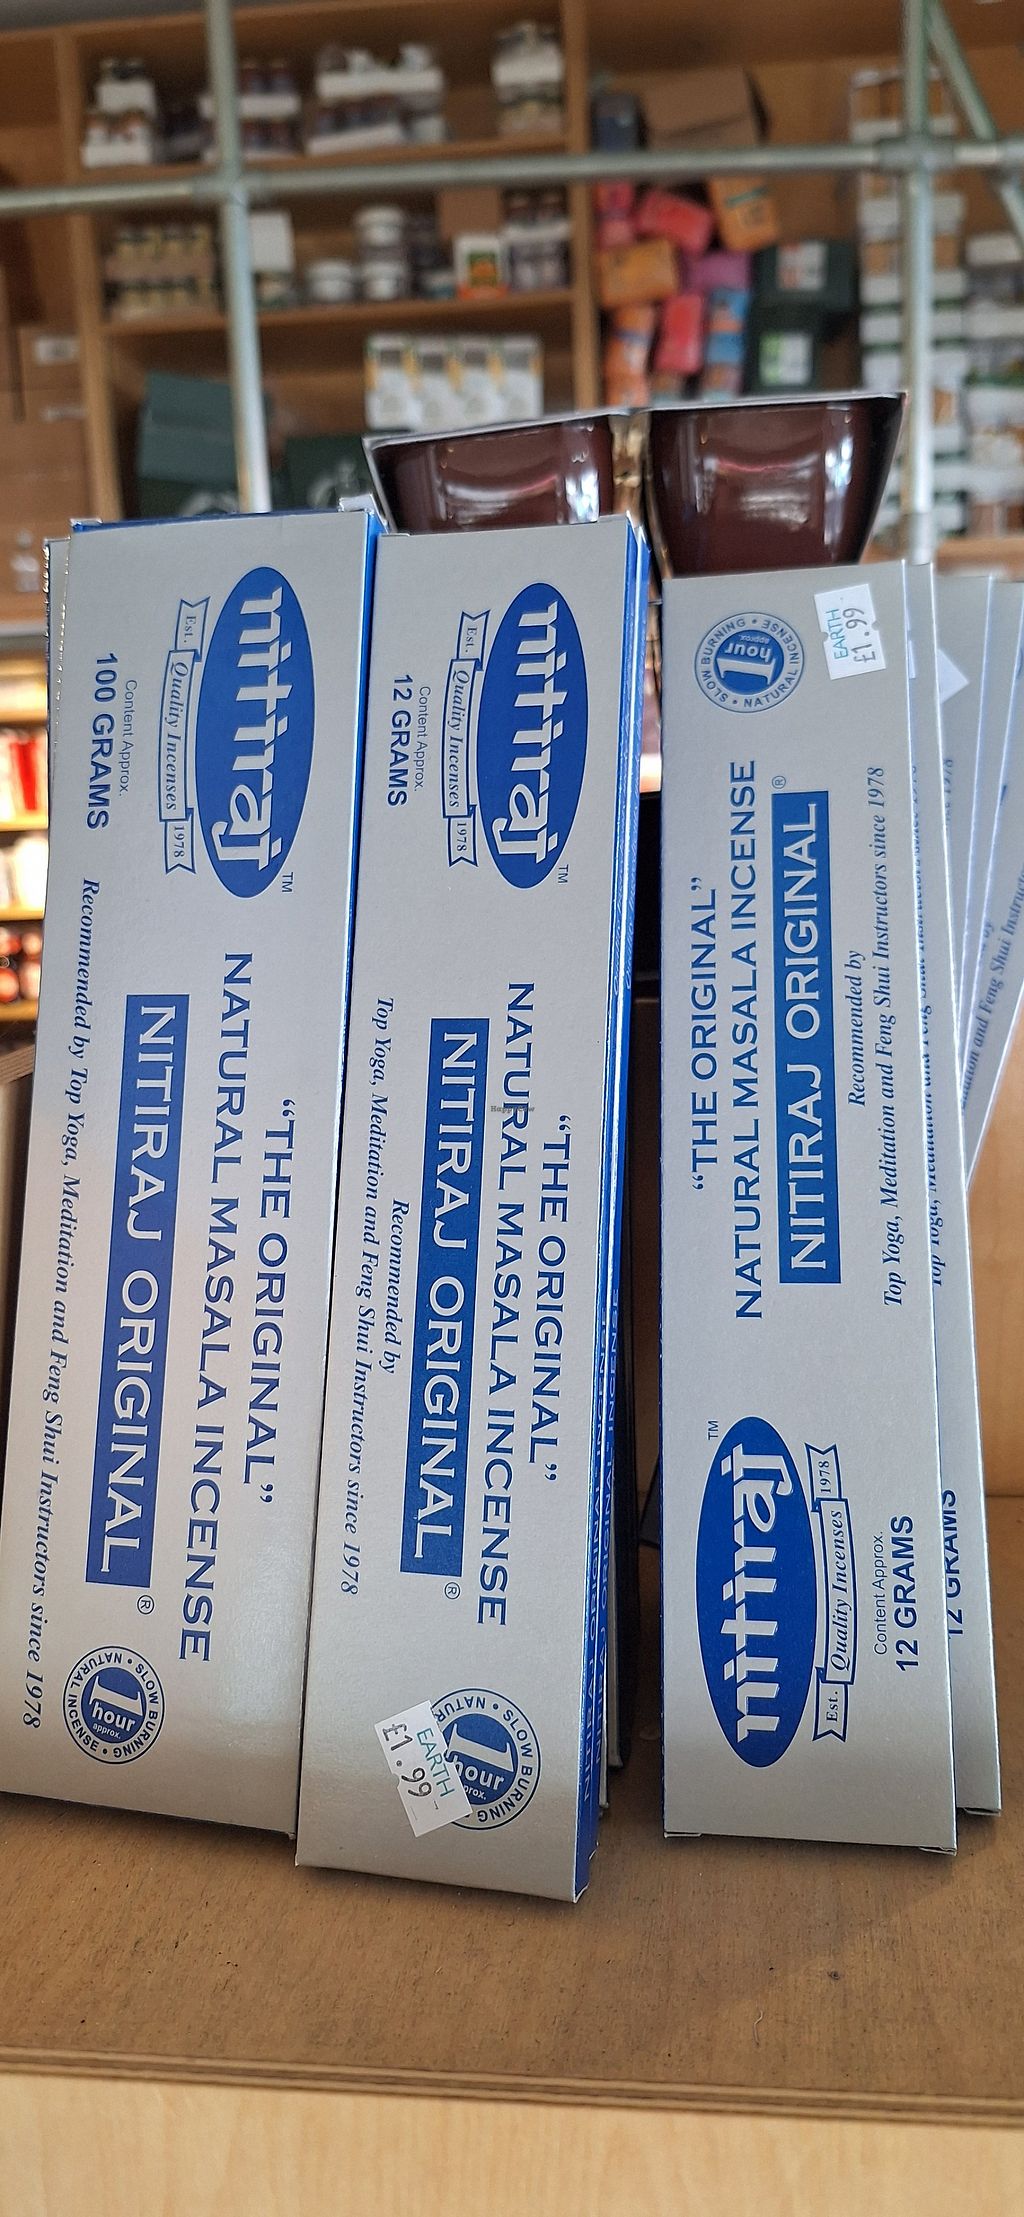 nitiraj
TM
Est. Quality Incenses 1978
Content Approx.
100 GRAMS
"THE ORIGINAL"
NATURAL MASALA INCENSE
NITIRAJ ORIGINAL
®
Recommended by Top Yoga, Meditation and Feng Shui Instructors since 1978
SLOW BURNING • NATURAL INCENSE •
1
hour
approx.
nitiraj
TM
Est. Quality Incenses 1978
Content Approx.
12 GRAMS
"THE ORIGINAL"
NATURAL MASALA INCENSE
NITIRAJ ORIGINAL
®
Recommended by
Top Yoga, Meditation and Feng Shui Instructors since 1978
SLOW BURNING
1
hour
EARTH
£1.99
SLOW BURNING • NATURAL INCENSE •
1
hour
approx.
EARTH
£1.99
"THE ORIGINAL"
NATURAL MASALA INCENSE
NITIRAJ ORIGINAL
®
Recommended by
Top Yoga, Meditation and Feng Shui Instructors since 1978
nitiraj
TM
Est. Quality Incenses 1978
Content Approx.
12 GRAMS
12 GRAMS